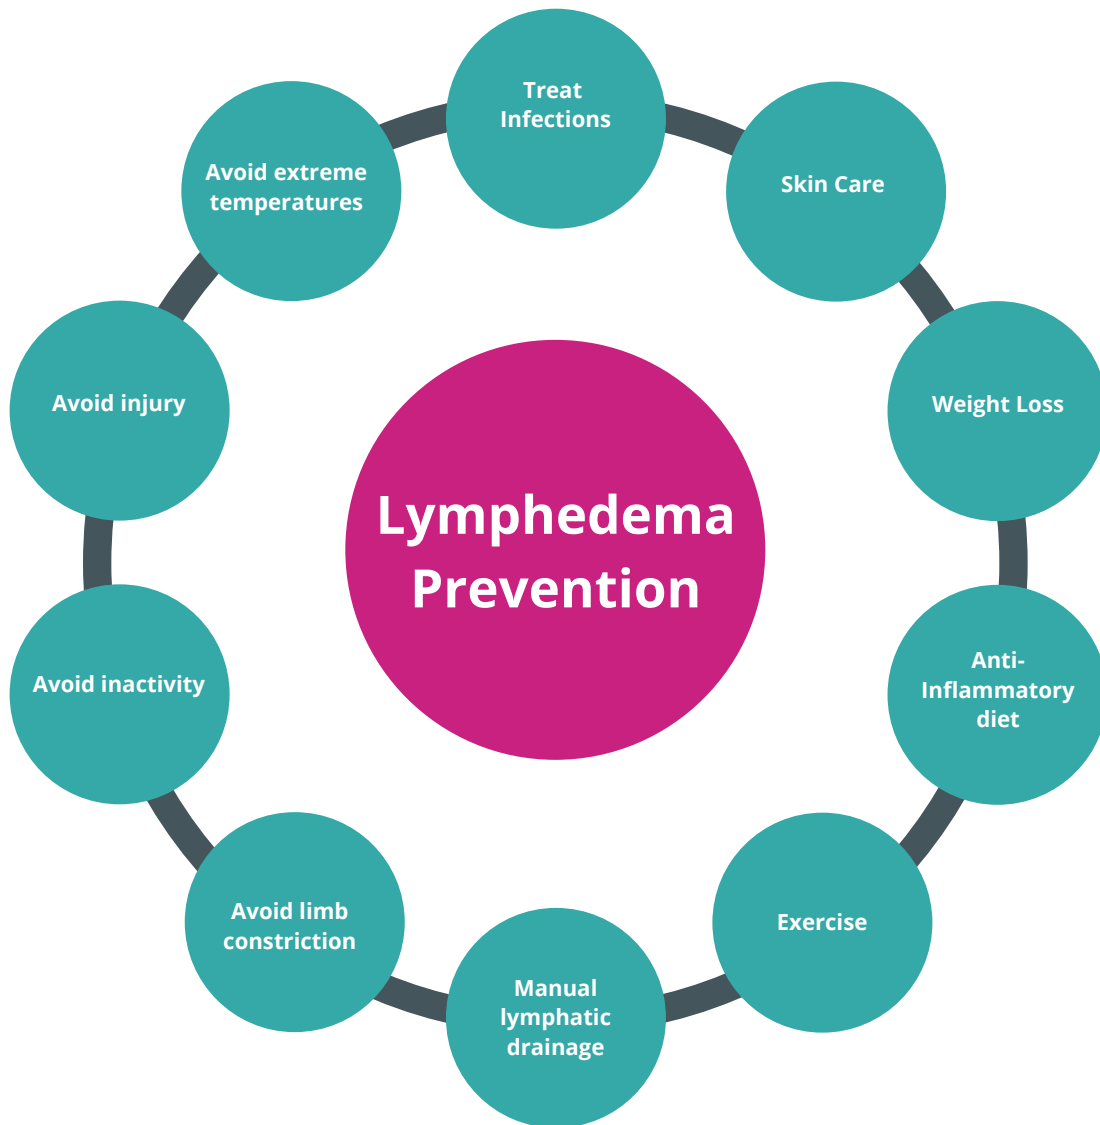 Treat
Infections
Skin Care
Weight Loss
Anti-
Inflammatory
diet
Exercise
Manual
lymphatic
drainage
Avoid limb
constriction
Avoid inactivity
Avoid injury
Avoid extreme
temperatures
Lymphedema
Prevention